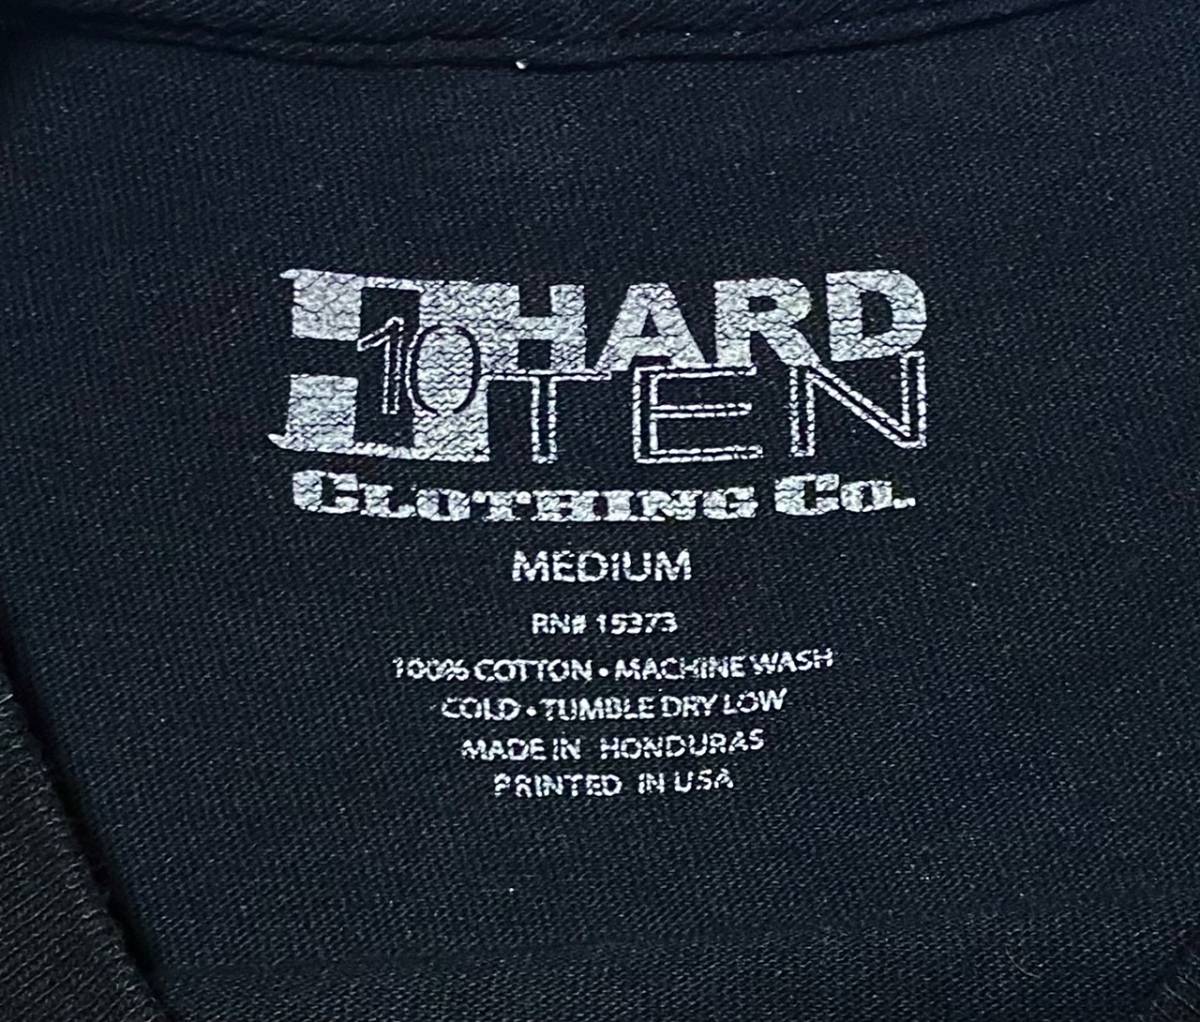 10 HARD
TEN
CLOTHING CO.
MEDIUM
RN# 15373
100% COTTON • MACHINE WASH
COLD • TUMBLE DRY LOW
MADE IN HONDURAS
PRINTED IN USA